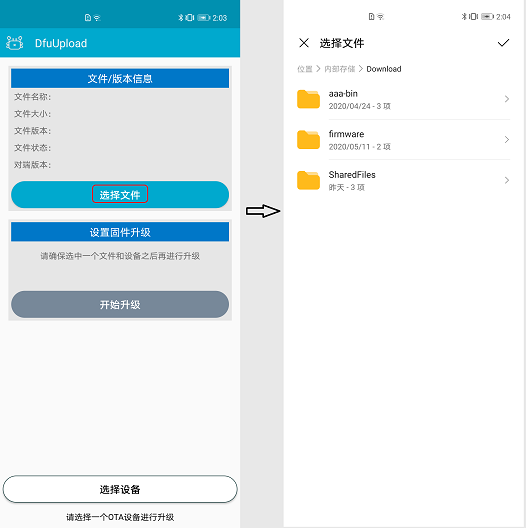 2:03
DfuUpload
文件/版本信息
文件名称:
文件大小:
文件版本:
文件状态:
对端版本:
选择文件
设置固件升级
请确保选中一个文件和设备之后再进行升级
开始升级
选择设备
请选择一个OTA设备进行升级
2:04
选择文件
位置 > 内部存储 > Download
aaa-bin
2020/04/24 - 3 项
firmware
2020/05/11 - 2 项
SharedFiles
昨天 - 3 项